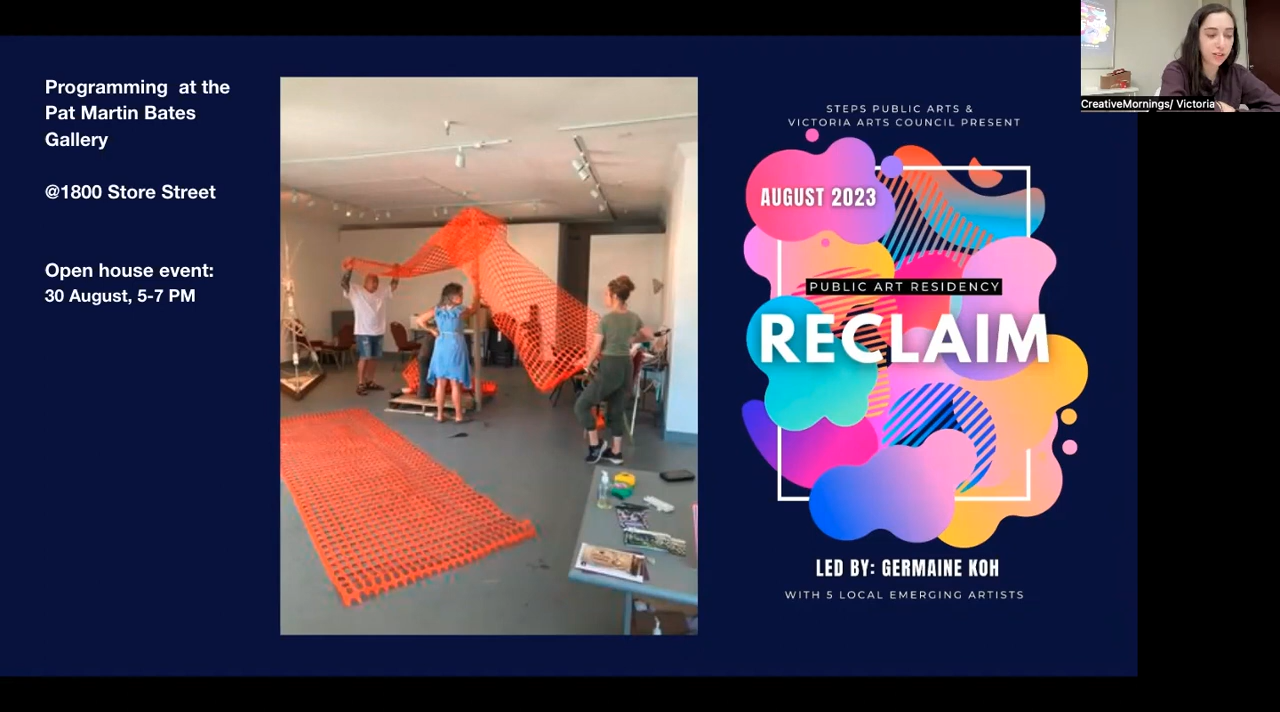 Programming at the
Pat Martin Bates
Gallery
@1800 Store Street
Open house event:
30 August, 5-7 PM
STEPS PUBLIC ARTS &
VICTORIA ARTS COUNCIL PRESENT
AUGUST 2023
PUBLIC ART RESIDENCY
RECLAIM
LED BY: GERMAINE KOH
WITH 5 LOCAL EMERGING ARTISTS
CreativeMornings/ Victoria